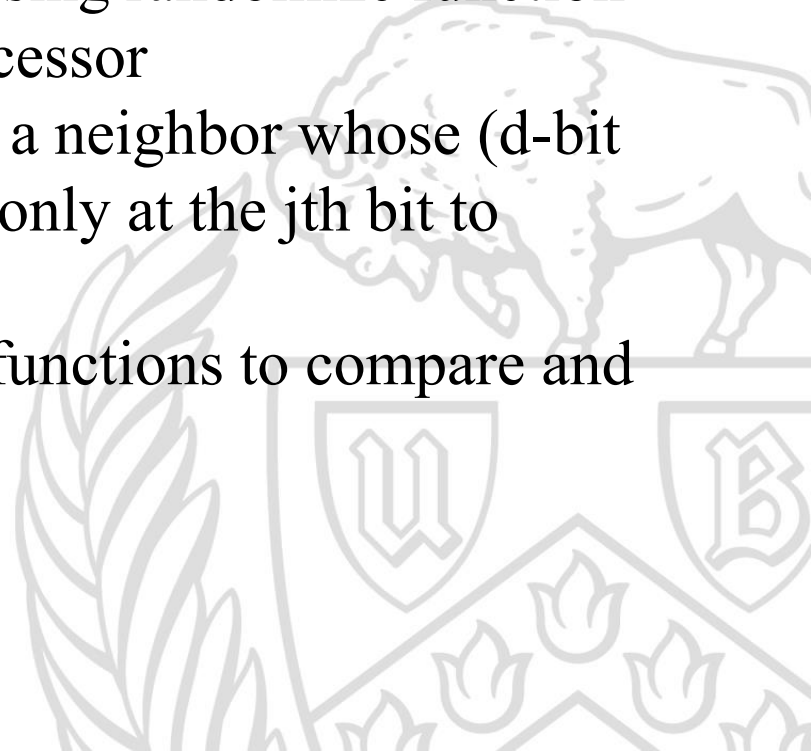 cessor
a neighbor whose (d-bit
only at the jth bit to
functions to compare and
U B